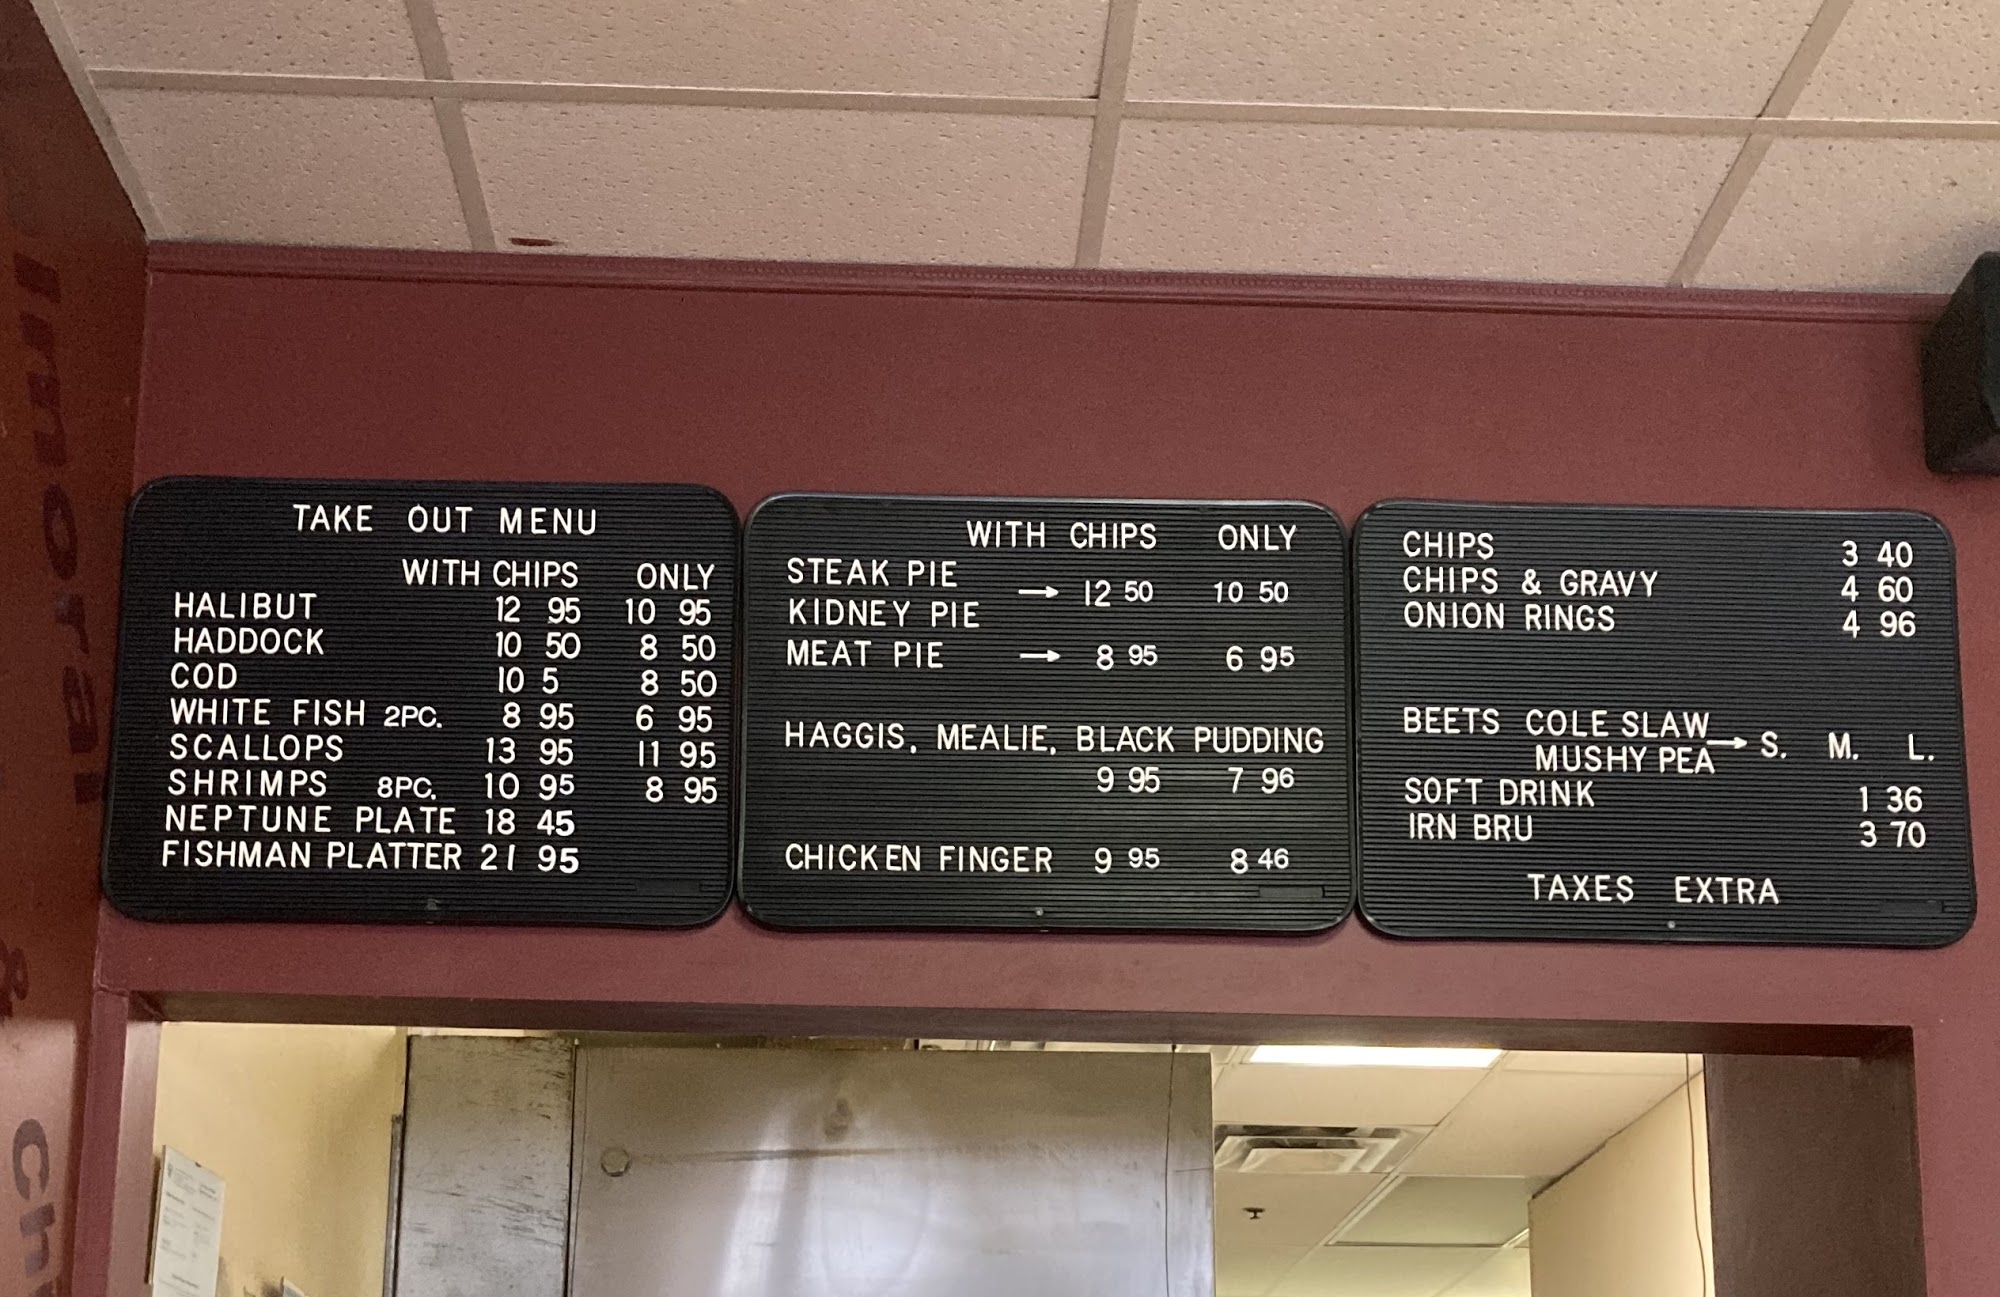 TAKE OUT MENU
WITH CHIPS ONLY
HALIBUT 12 95 10 95
HADDOCK 10 50 8 50
COD 10 5 8 50
WHITE FISH 2PC. 8 95 6 95
SCALLOPS 13 95 11 95
SHRIMPS 8PC. 10 95 8 95
NEPTUNE PLATE 18 45
FISHMAN PLATTER 21 95
WITH CHIPS ONLY
STEAK PIE
→ 12 50 10 50
KIDNEY PIE
MEAT PIE → 8 95 6 95
HAGGIS, MEALIE, BLACK PUDDING
9 95 7 96
CHICKEN FINGER 9 95 8 46
CHIPS 3 40
CHIPS & GRAVY 4 60
ONION RINGS 4 96
BEETS COLE SLAW
MUSHY PEA → S. M. L.
SOFT DRINK 1 36
IRN BRU 3 70
TAXES EXTRA